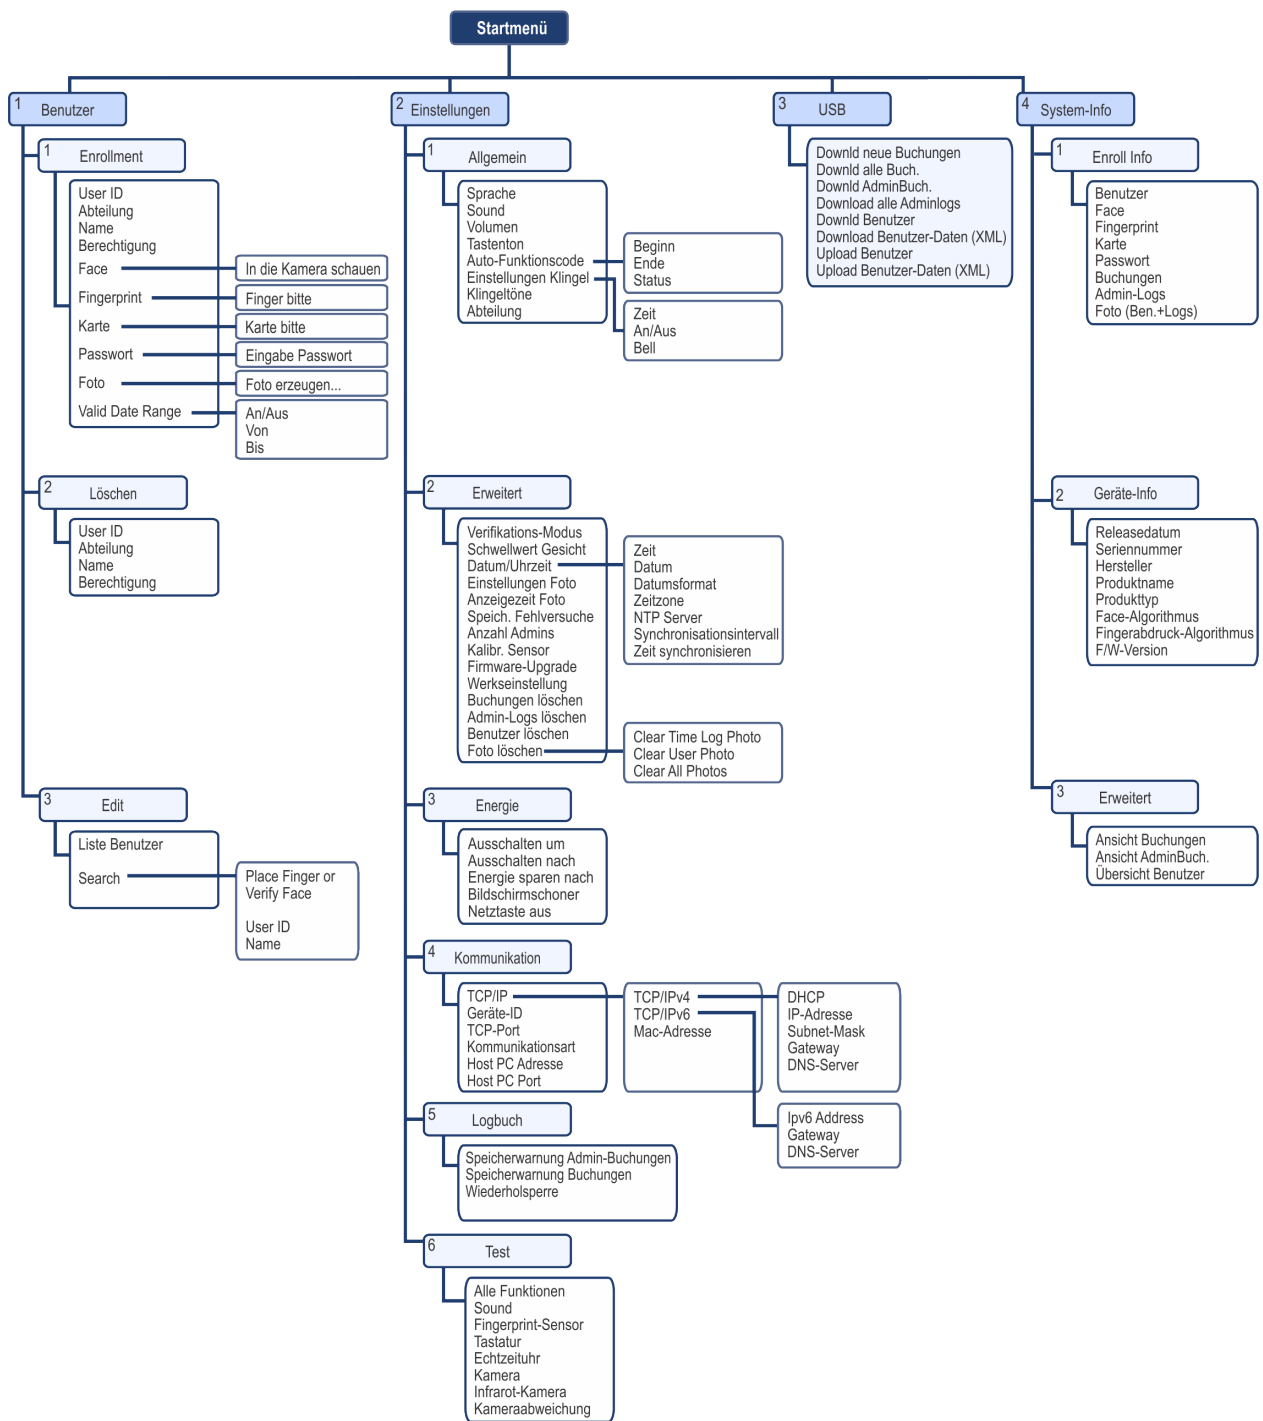 Startmenü
1 Benutzer
1 Enrollment
User ID
Abteilung
Name
Berechtigung
Face
In die Kamera schauen
Fingerprint
Finger bitte
Karte
Karte bitte
Passwort
Eingabe Passwort
Foto
Foto erzeugen...
Valid Date Range
An/Aus
Von
Bis
2 Löschen
User ID
Abteilung
Name
Berechtigung
3 Edit
Liste Benutzer
Search
Place Finger or
Verify Face
User ID
Name
2 Einstellungen
1 Allgemein
Sprache
Sound
Volumen
Tastenton
Auto-Funktionscode
Einstellungen Klingel
Klingeltöne
Abteilung
Beginn
Ende
Status
Zeit
An/Aus
Bell
2 Erweitert
Verifikations-Modus
Schwellwert Gesicht
Datum/Uhrzeit
Einstellungen Foto
Anzeigezeit Foto
Speich. Fehlversuche
Anzahl Admins
Kalibr. Sensor
Firmware-Upgrade
Werkseinstellung
Buchungen löschen
Admin-Logs löschen
Benutzer löschen
Foto löschen
Zeit
Datum
Datumsformat
Zeitzone
NTP Server
Synchronisationsintervall
Zeit synchronisieren
Clear Time Log Photo
Clear User Photo
Clear All Photos
3 Energie
Ausschalten um
Ausschalten nach
Energie sparen nach
Bildschirmschoner
Netztaste aus
4 Kommunikation
TCP/IP
Geräte-ID
TCP-Port
Kommunikationsart
Host PC Adresse
Host PC Port
TCP/IPv4
TCP/IPv6
Mac-Adresse
DHCP
IP-Adresse
Subnet-Mask
Gateway
DNS-Server
Ipv6 Address
Gateway
DNS-Server
5 Logbuch
Speicherwarnung Admin-Buchungen
Speicherwarnung Buchungen
Wiederholsperre
6 Test
Alle Funktionen
Sound
Fingerprint-Sensor
Tastatur
Echtzeituhr
Kamera
Infrarot-Kamera
Kameraabweichung
3 USB
Downld neue Buchungen
Downld alle Buch.
Downld AdminBuch.
Download alle Adminlogs
Downld Benutzer
Download Benutzer-Daten (XML)
Upload Benutzer
Upload Benutzer-Daten (XML)
4 System-Info
1 Enroll Info
Benutzer
Face
Fingerprint
Karte
Passwort
Buchungen
Admin-Logs
Foto (Ben.+Logs)
2 Geräte-Info
Releasedatum
Seriennummer
Hersteller
Produktname
Produkttyp
Face-Algorithmus
Fingerabdruck-Algorithmus
F/W-Version
3 Erweitert
Ansicht Buchungen
Ansicht AdminBuch.
Übersicht Benutzer